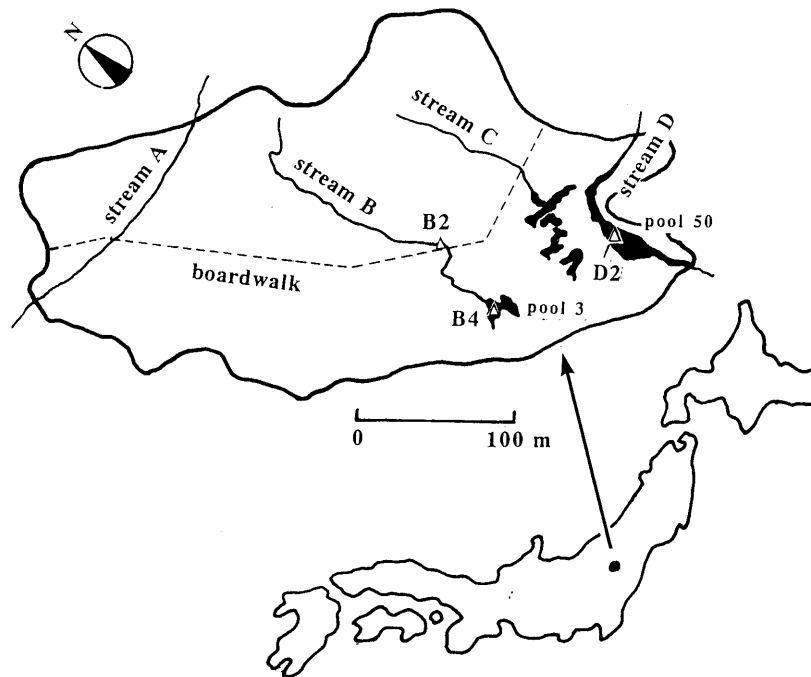 N
stream A
stream B
stream C
stream D
B2
pool 50
boardwalk
D2
B4
pool 3
0
100 m